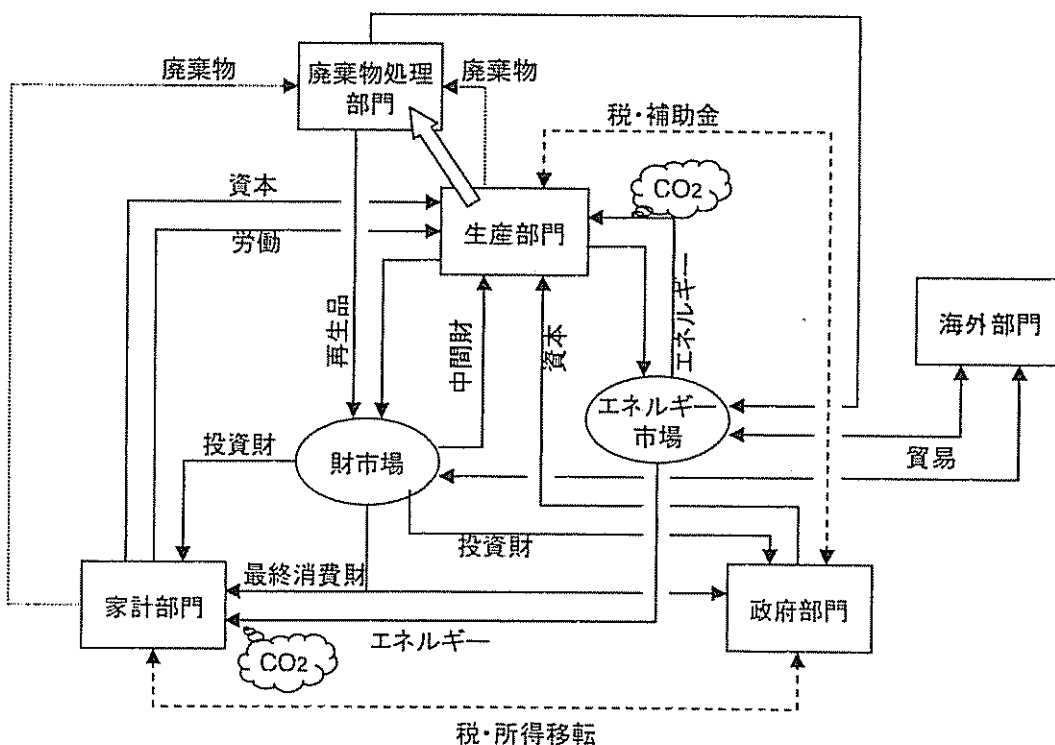 廃棄物
廃棄物処理
部門
廃棄物
税・補助金
CO2
資本
労働
生産部門
再生品
中間財
資本
エネルギー
海外部門
エネルギー
市場
貿易
投資財
財市場
投資財
最終消費財
家計部門
政府部門
エネルギー
CO2
税・所得移転